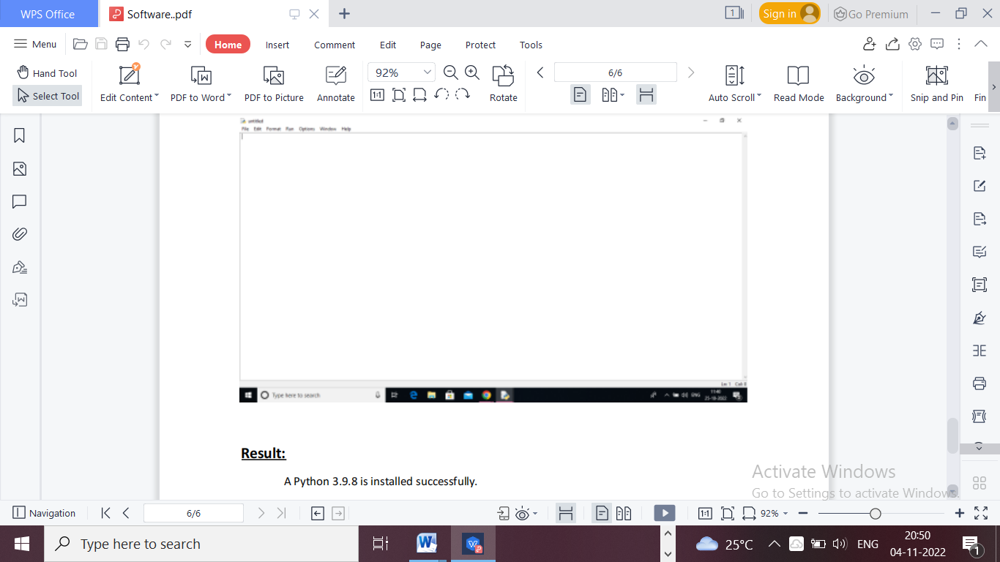 WPS Office
Software..pdf
1
Sign in
Go Premium
Menu
Home
Insert
Comment
Edit
Page
Protect
Tools
Hand Tool
Select Tool
Edit Content
PDF to Word
PDF to Picture
Annotate
92%
1:1
Rotate
6/6
Auto Scroll
Read Mode
Background
Snip and Pin
Fin
untitled
File Edit Format Run Options Window Help
Ln 1 Col 0
Type here to search
ENG
11:40
25-10-2022
Result:
A Python 3.9.8 is installed successfully.
Activate Windows
Go to Settings to activate Windows.
Navigation
6/6
1:1
92%
Type here to search
25°C
ENG
20:50
04-11-2022
1